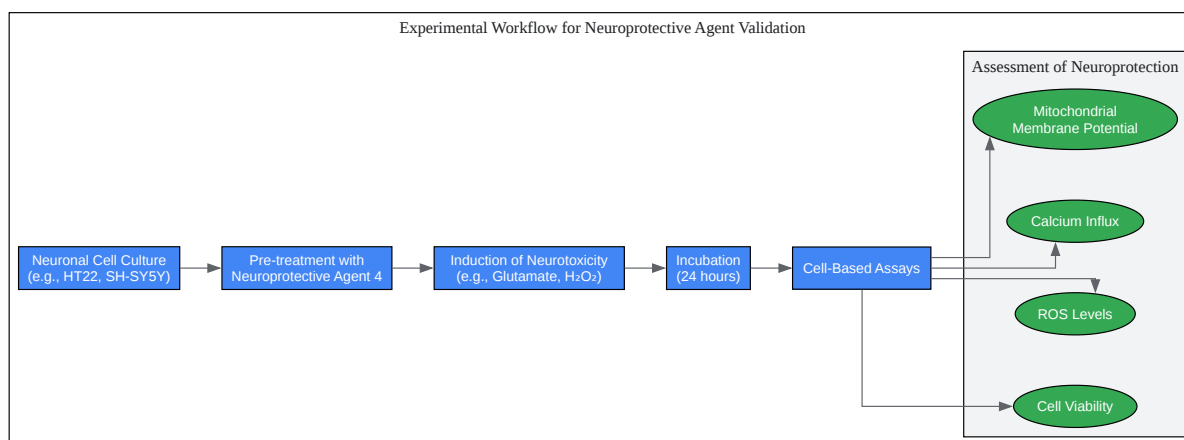 Experimental Workflow for Neuroprotective Agent Validation
Assessment of Neuroprotection
Mitochondrial
Membrane Potential
Calcium Influx
Neuronal Cell Culture
(e.g., HT22, SH-SY5Y)
Pre-treatment with
Neuroprotective Agent 4
Induction of Neurotoxicity
(e.g., Glutamate, H₂O₂)
Incubation
(24 hours)
Cell-Based Assays
ROS Levels
Cell Viability